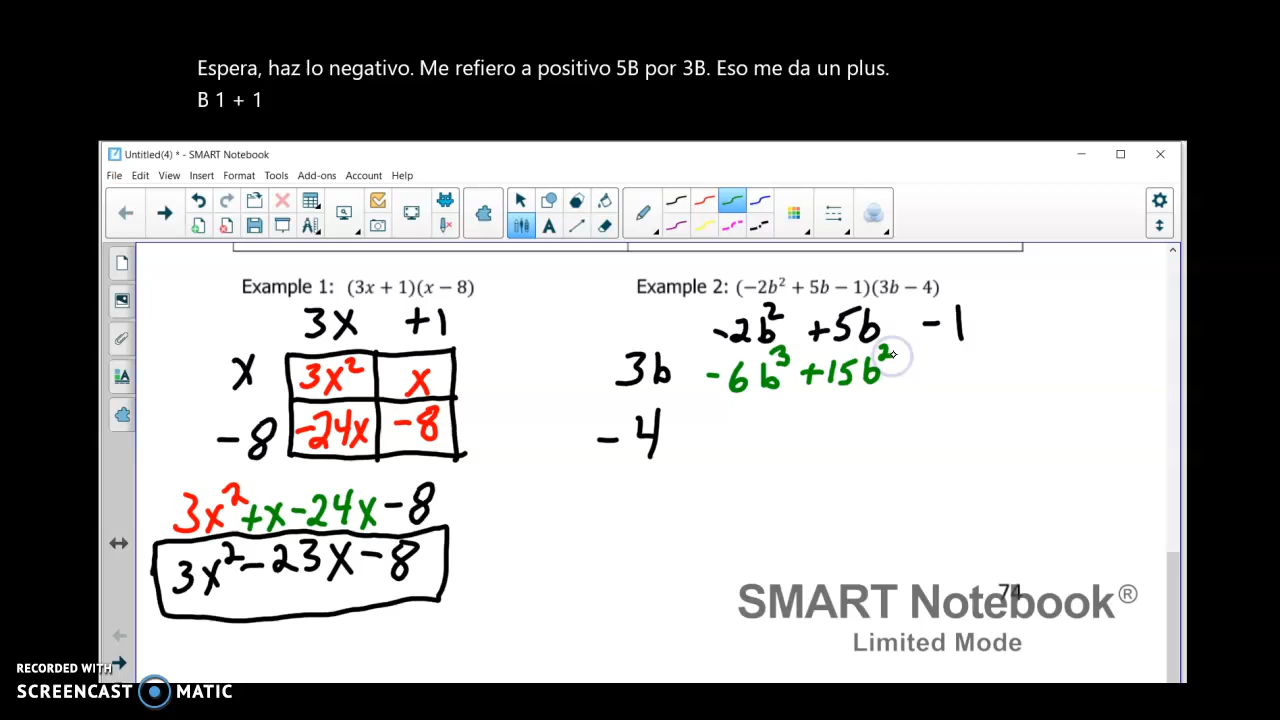 Espera, haz lo negativo. Me refiero a positivo 5B por 3B. Eso me da un plus.
B 1 + 1
Untitled(4) * - SMART Notebook
File Edit View Insert Format Tools Add-ons Account Help
Example 1: (3x + 1)(x − 8)
Example 2: (−2b² + 5b − 1)(3b − 4)
3x +1
-2b² +5b -1
x 3x² x
3b -6b³ +15b²
-8 -24x -8
-4
3x² +x -24x -8
3x² -23x -8
74
SMART Notebook®
Limited Mode
RECORDED WITH
SCREENCAST MATIC